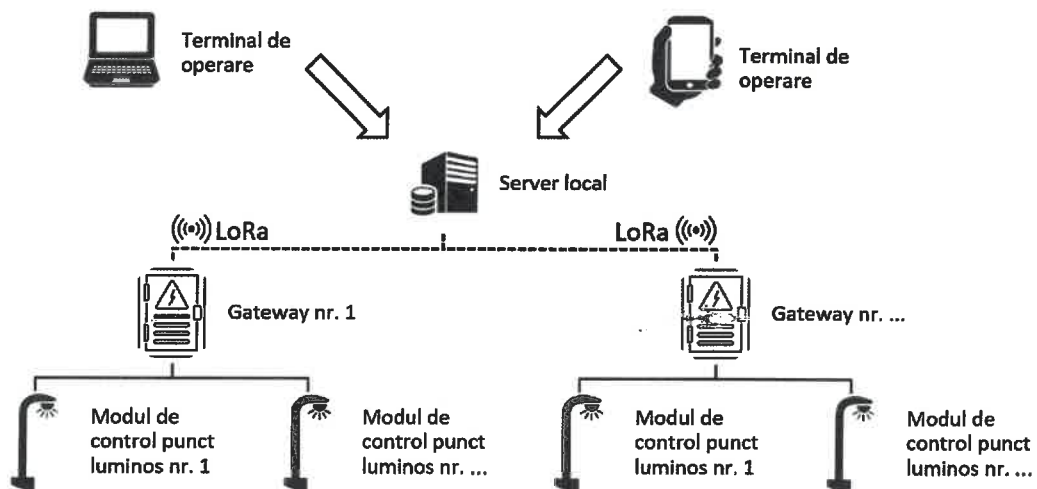 Terminal de
operare
Terminal de
operare
Server local
LoRa
LoRa
Gateway nr. 1
Gateway nr. ...
Modul de
control punct
luminos nr. 1
Modul de
control punct
luminos nr. ...
Modul de
control punct
luminos nr. 1
Modul de
control punct
luminos nr. ...